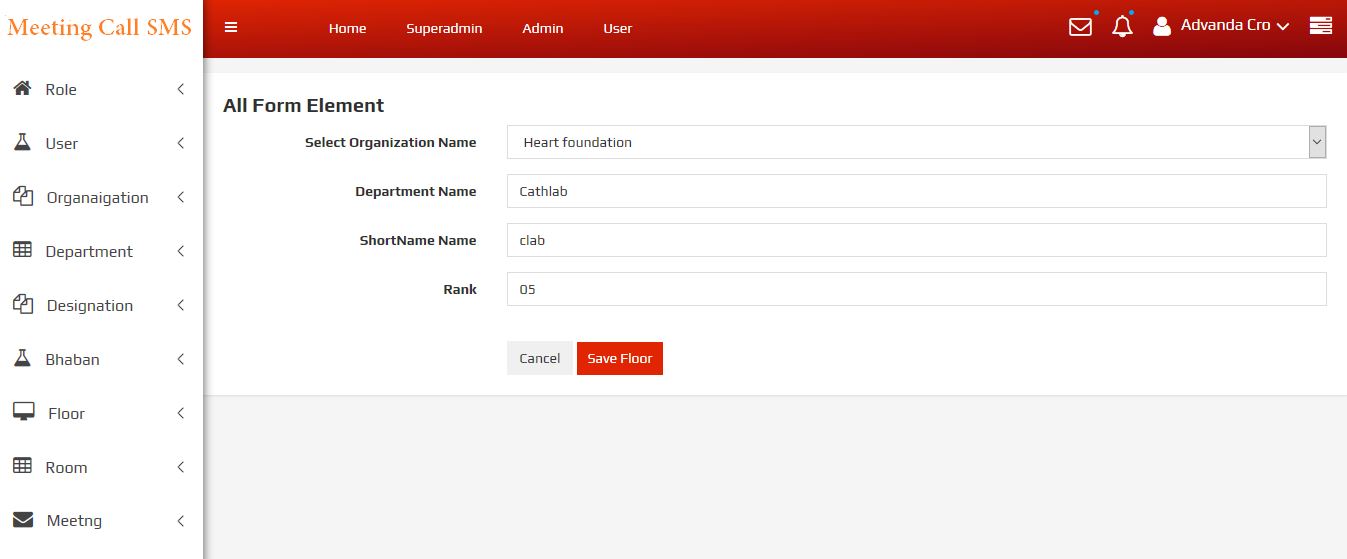 Meeting Call SMS
Home Superadmin Admin User Advanda Cro
Role
User
Organaigation
Department
Designation
Bhaban
Floor
Room
Meetng
All Form Element
Select Organization Name Heart foundation
Department Name Cathlab
ShortName Name clab
Rank 05
Cancel Save Floor